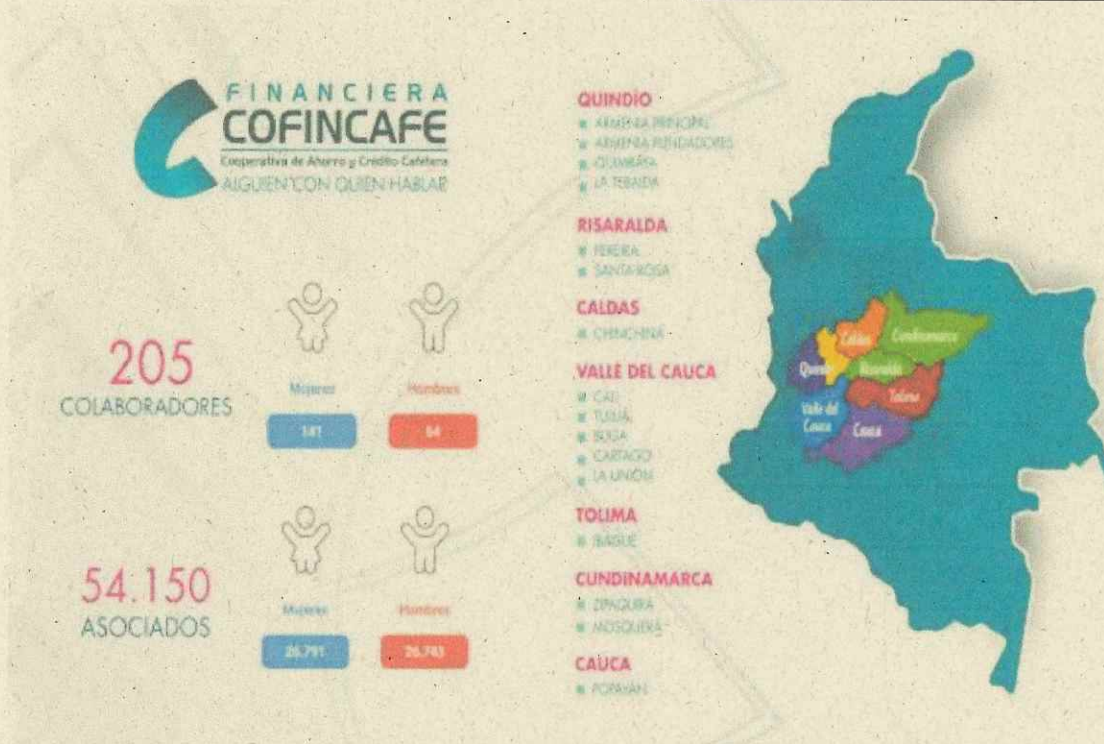 FINANCIERA
COFINCAFE
Cooperativa de Ahorro y Crédito Cafetera
ALGUIEN CON QUIEN HABLAR
205
COLABORADORES
Mujeres
Hombres
141
64
54.150
ASOCIADOS
Mujeres
Hombres
26.791
QUINDÍO
ARMENIA PRINCIPAL
ARMENIA FUNDADORES
QUIMBAYA
LA TEBAIDA
RISARALDA
PEREIRA
SANTA ROSA
CALDAS
CHINCHINÁ
VALLE DEL CAUCA
CALI
TULUÁ
BUGA
CARTAGO
LA UNIÓN
TOLIMA
IBAGUÉ
CUNDINAMARCA
ZIPAQUIRÁ
MOSQUERA
CAUCA
POPAYÁN
Caldas
Cundinamarca
Quindío
Risaralda
Tolima
Valle del
Cauca
Cauca